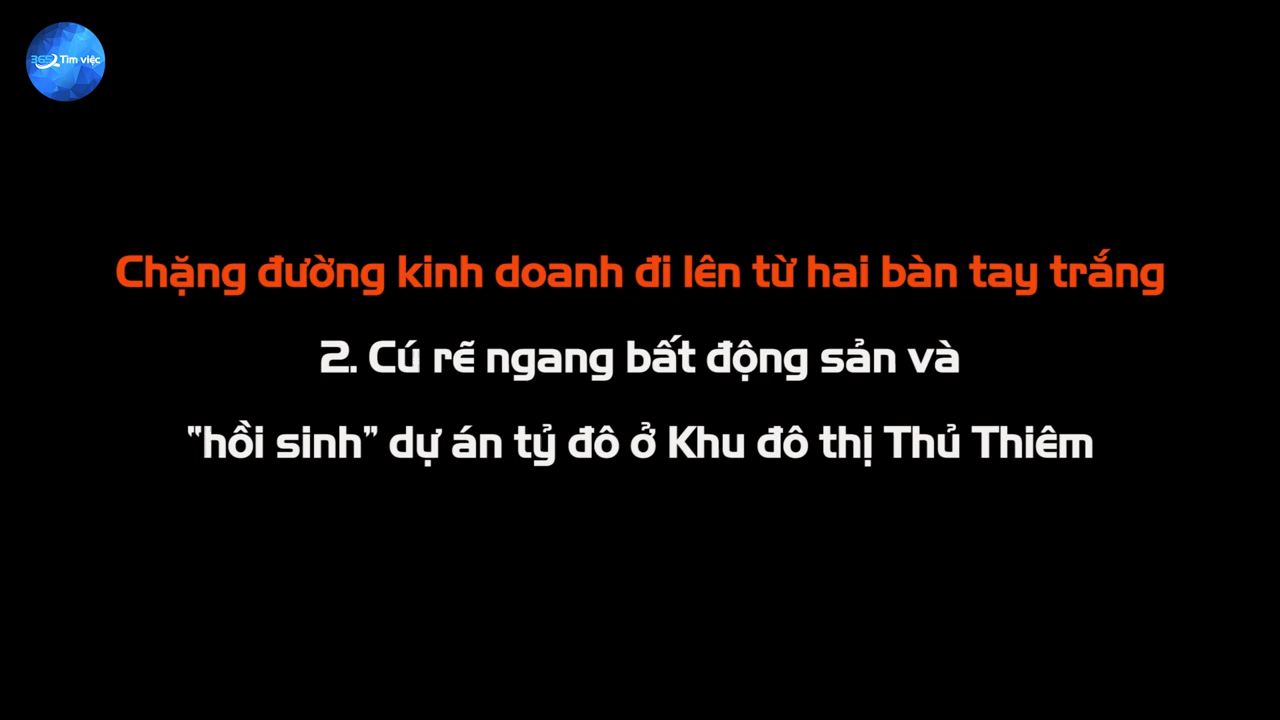 365 Tìm việc
Chặng đường kinh doanh đi lên từ hai bàn tay trắng
2. Cú rẽ ngang bất động sản và
“hồi sinh” dự án tỷ đô ở Khu đô thị Thủ Thiêm